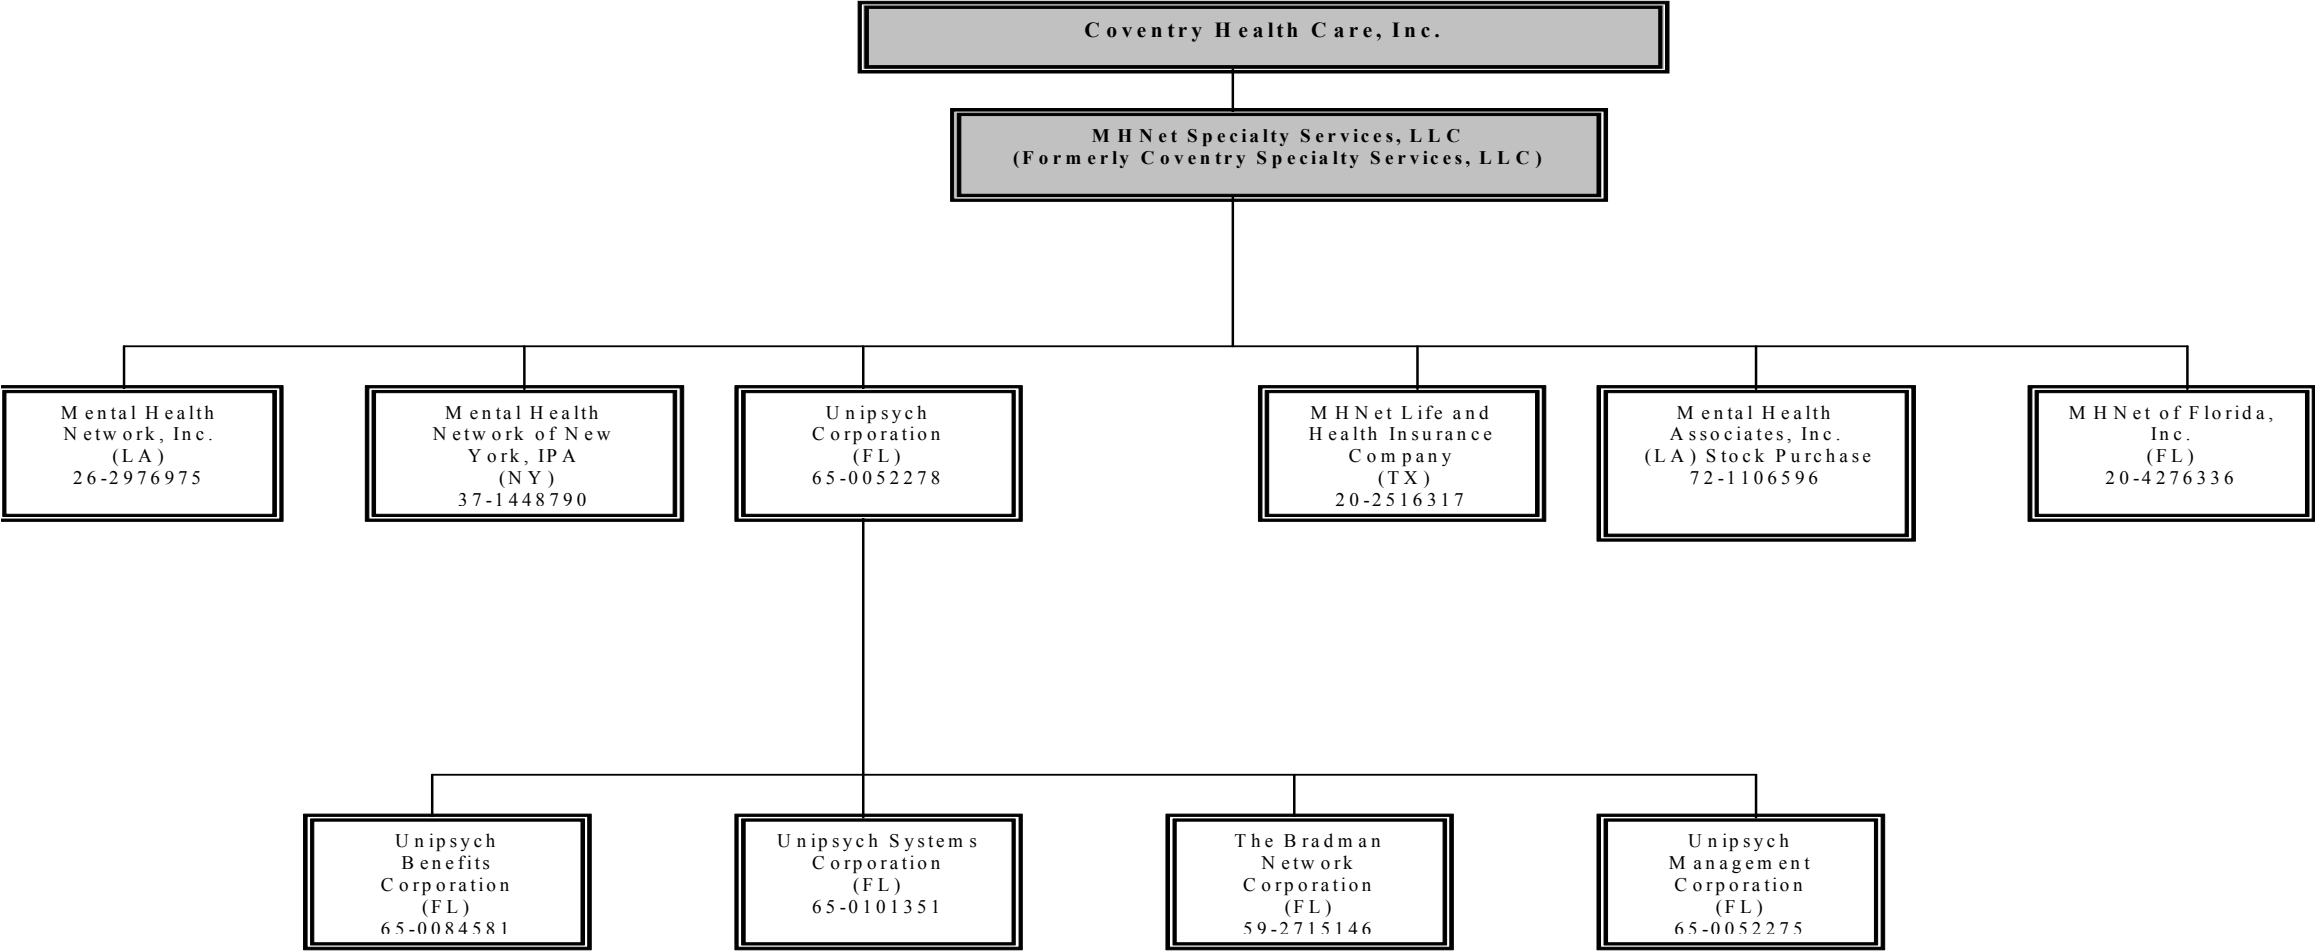 Coventry Health Care, Inc.
MHNet Specialty Services, LLC
(Formerly Coventry Specialty Services, LLC)
Mental Health
Network, Inc.
(LA)
26-2976975
Mental Health
Network of New
York, IPA
(NY)
37-1448790
Unipsych
Corporation
(FL)
65-0052278
MHNet Life and
Health Insurance
Company
(TX)
20-2516317
Mental Health
Associates, Inc.
(LA) Stock Purchase
72-1106596
MHNet of Florida,
Inc.
(FL)
20-4276336
Unipsych
Benefits
Corporation
(FL)
65-0084581
Unipsych Systems
Corporation
(FL)
65-0101351
The Bradman
Network
Corporation
(FL)
59-2715146
Unipsych
Management
Corporation
(FL)
65-0052275